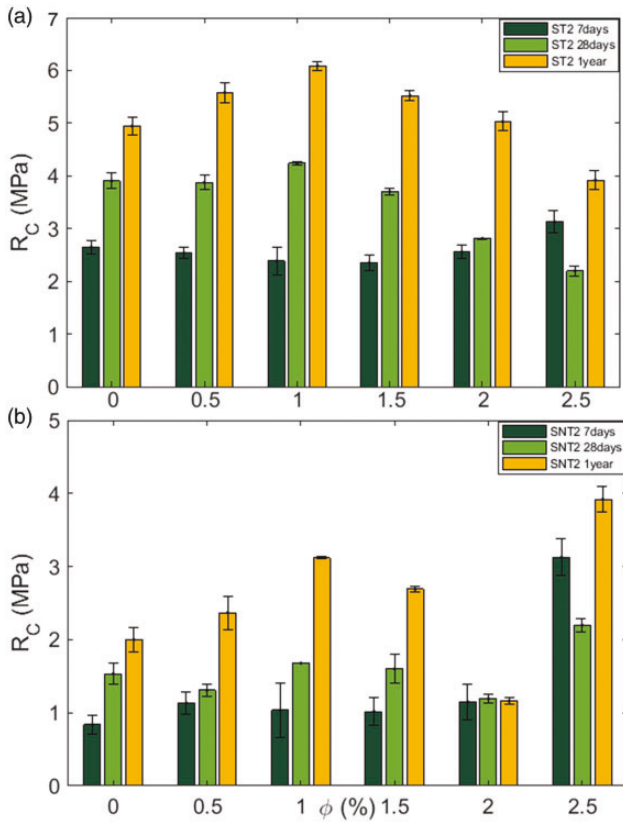 (a)
7
6
5
4
3
2
1
0
R_C (MPa)
ST2 7days
ST2 28days
ST2 1year
0 0.5 1 1.5 2 2.5
(b)
5
4
3
2
1
0
R_C (MPa)
SNT2 7days
SNT2 28days
SNT2 1year
0 0.5 1 ϕ (%) 1.5 2 2.5